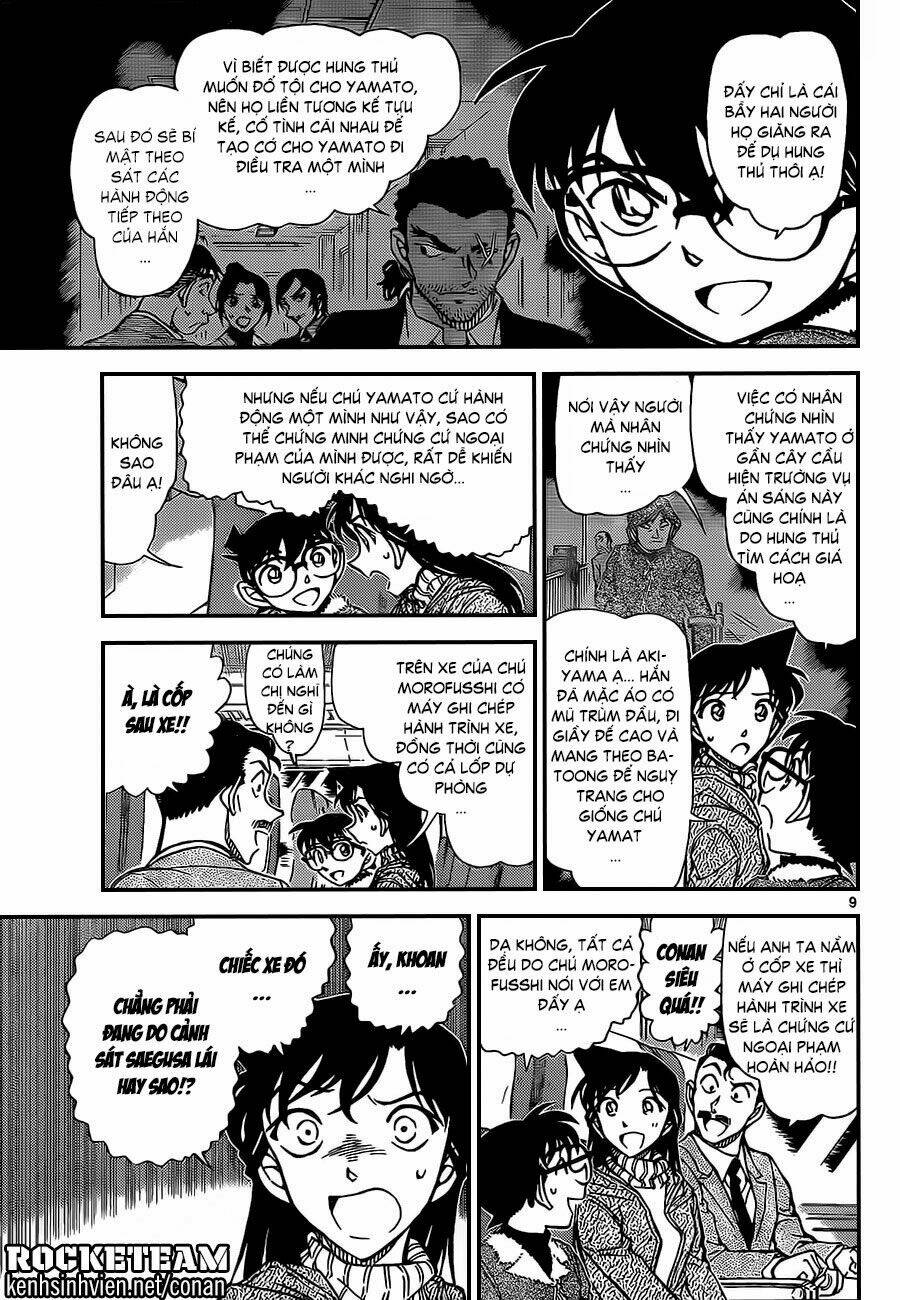 ĐẤY CHỈ LÀ CÁI
BẪY HAI NGƯỜI
HỌ GIĂNG RA
ĐỂ DỤ HUNG
THỦ THÔI Ạ!
VÌ BIẾT ĐƯỢC HUNG THỦ
MUỐN ĐỔ TỘI CHO YAMATO,
NÊN HỌ LIỀN TƯƠNG KẾ TỰU
KẾ, CỐ TÌNH CÃI NHAU ĐỂ
TẠO CỚ CHO YAMATO ĐI
ĐIỀU TRA MỘT MÌNH
...
SAU ĐÓ SẼ BÍ
MẬT THEO
SÁT CÁC
HÀNH ĐỘNG
TIẾP THEO
CỦA HẮN
...
VIỆC CÓ NHÂN
CHỨNG NHÌN
THẤY YAMATO Ở
GẦN CÂY CẦU
HIỆN TRƯỜNG VỤ
ÁN SÁNG NÀY
CŨNG CHÍNH LÀ
DO HUNG THỦ
TÌM CÁCH GIÁ
HOẠ
...
NÓI VẬY NGƯỜI
MÀ NHÂN
CHỨNG NHÌN
THẤY
...
CHÍNH LÀ AKI-
YAMA Ạ... HẮN
ĐÃ MẶC ÁO CÓ
MŨ TRÙM ĐẦU, ĐI
GIẦY ĐẾ CAO VÀ
MANG THEO BA-
TOONG ĐỂ NGỤY
TRANG CHO
GIỐNG CHÚ
YAMAT
...
NHƯNG NẾU CHÚ YAMATO CỨ HÀNH
ĐỘNG MỘT MÌNH NHƯ VẬY, SAO CÓ
THỂ CHỨNG MINH CHỨNG CỨ NGOẠI
PHẠM CỦA MÌNH ĐƯỢC, RẤT DỄ KHIẾN
NGƯỜI KHÁC NGHI NGỜ...
KHÔNG
SAO
ĐÂU Ạ!
TRÊN XE CỦA CHÚ
MOROFUSSHI CÓ
MÁY GHI CHÉP
HÀNH TRÌNH XE,
ĐỒNG THỜI CŨNG
CÓ CẢ LỐP DỰ
PHÒNG
...
CHÚNG
CÓ LÀM
CHỊ NGHĨ
ĐẾN GÌ
KHÔNG
?
À, LÀ CỐP
SAU XE!!
9
NẾU ANH TA NẰM
Ở CỐP XE THÌ
MÁY GHI CHÉP
HÀNH TRÌNH XE
SẼ LÀ CHỨNG CỨ
NGOẠI PHẠM
HOÀN HẢO!!
CONAN
SIÊU
QUÁ!!
DẠ KHÔNG, TẤT CẢ
ĐỀU DO CHÚ MORO-
FUSSHI NÓI VỚI EM
ĐẤY Ạ
...
ẤY, KHOAN
...
CHIẾC XE ĐÓ
...
CHẲNG PHẢI
ĐANG DO CẢNH
SÁT SAEGUSA LÁI
HAY SAO!?
ROCKETEAM
kenhsinhvien.net/conan